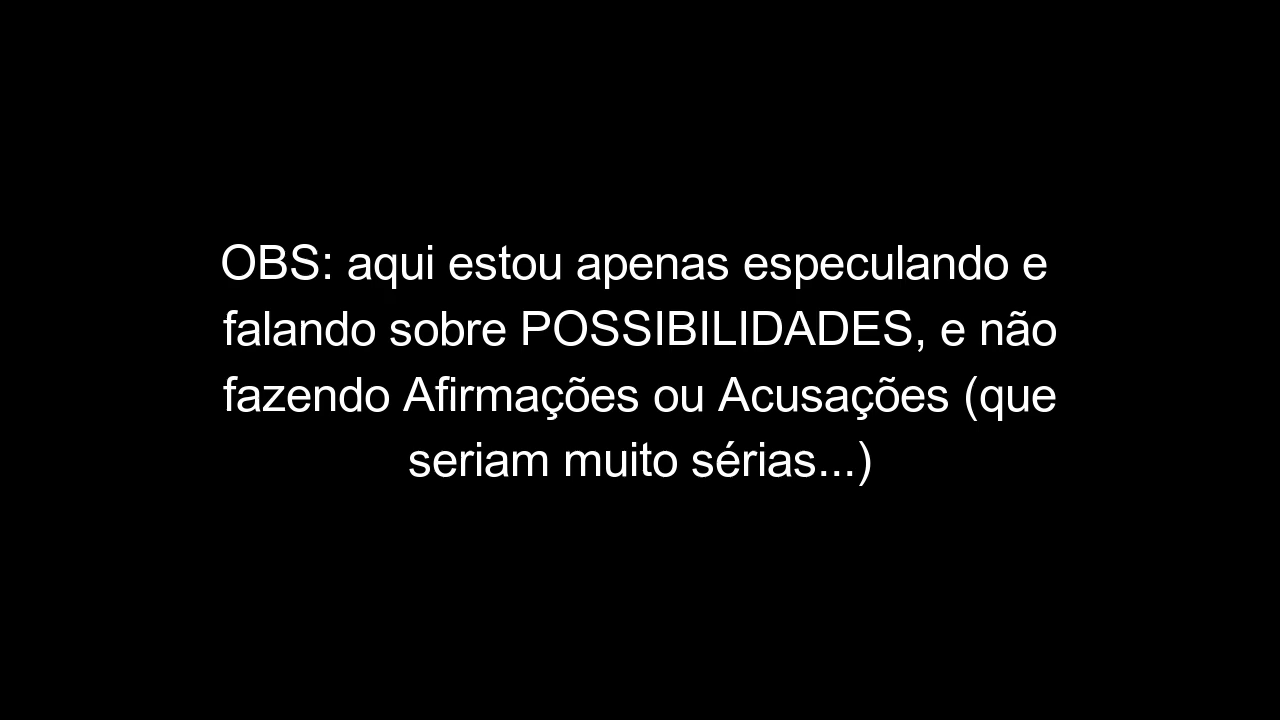 OBS: aqui estou apenas especulando e
falando sobre POSSIBILIDADES, e não
fazendo Afirmações ou Acusações (que
seriam muito sérias...)